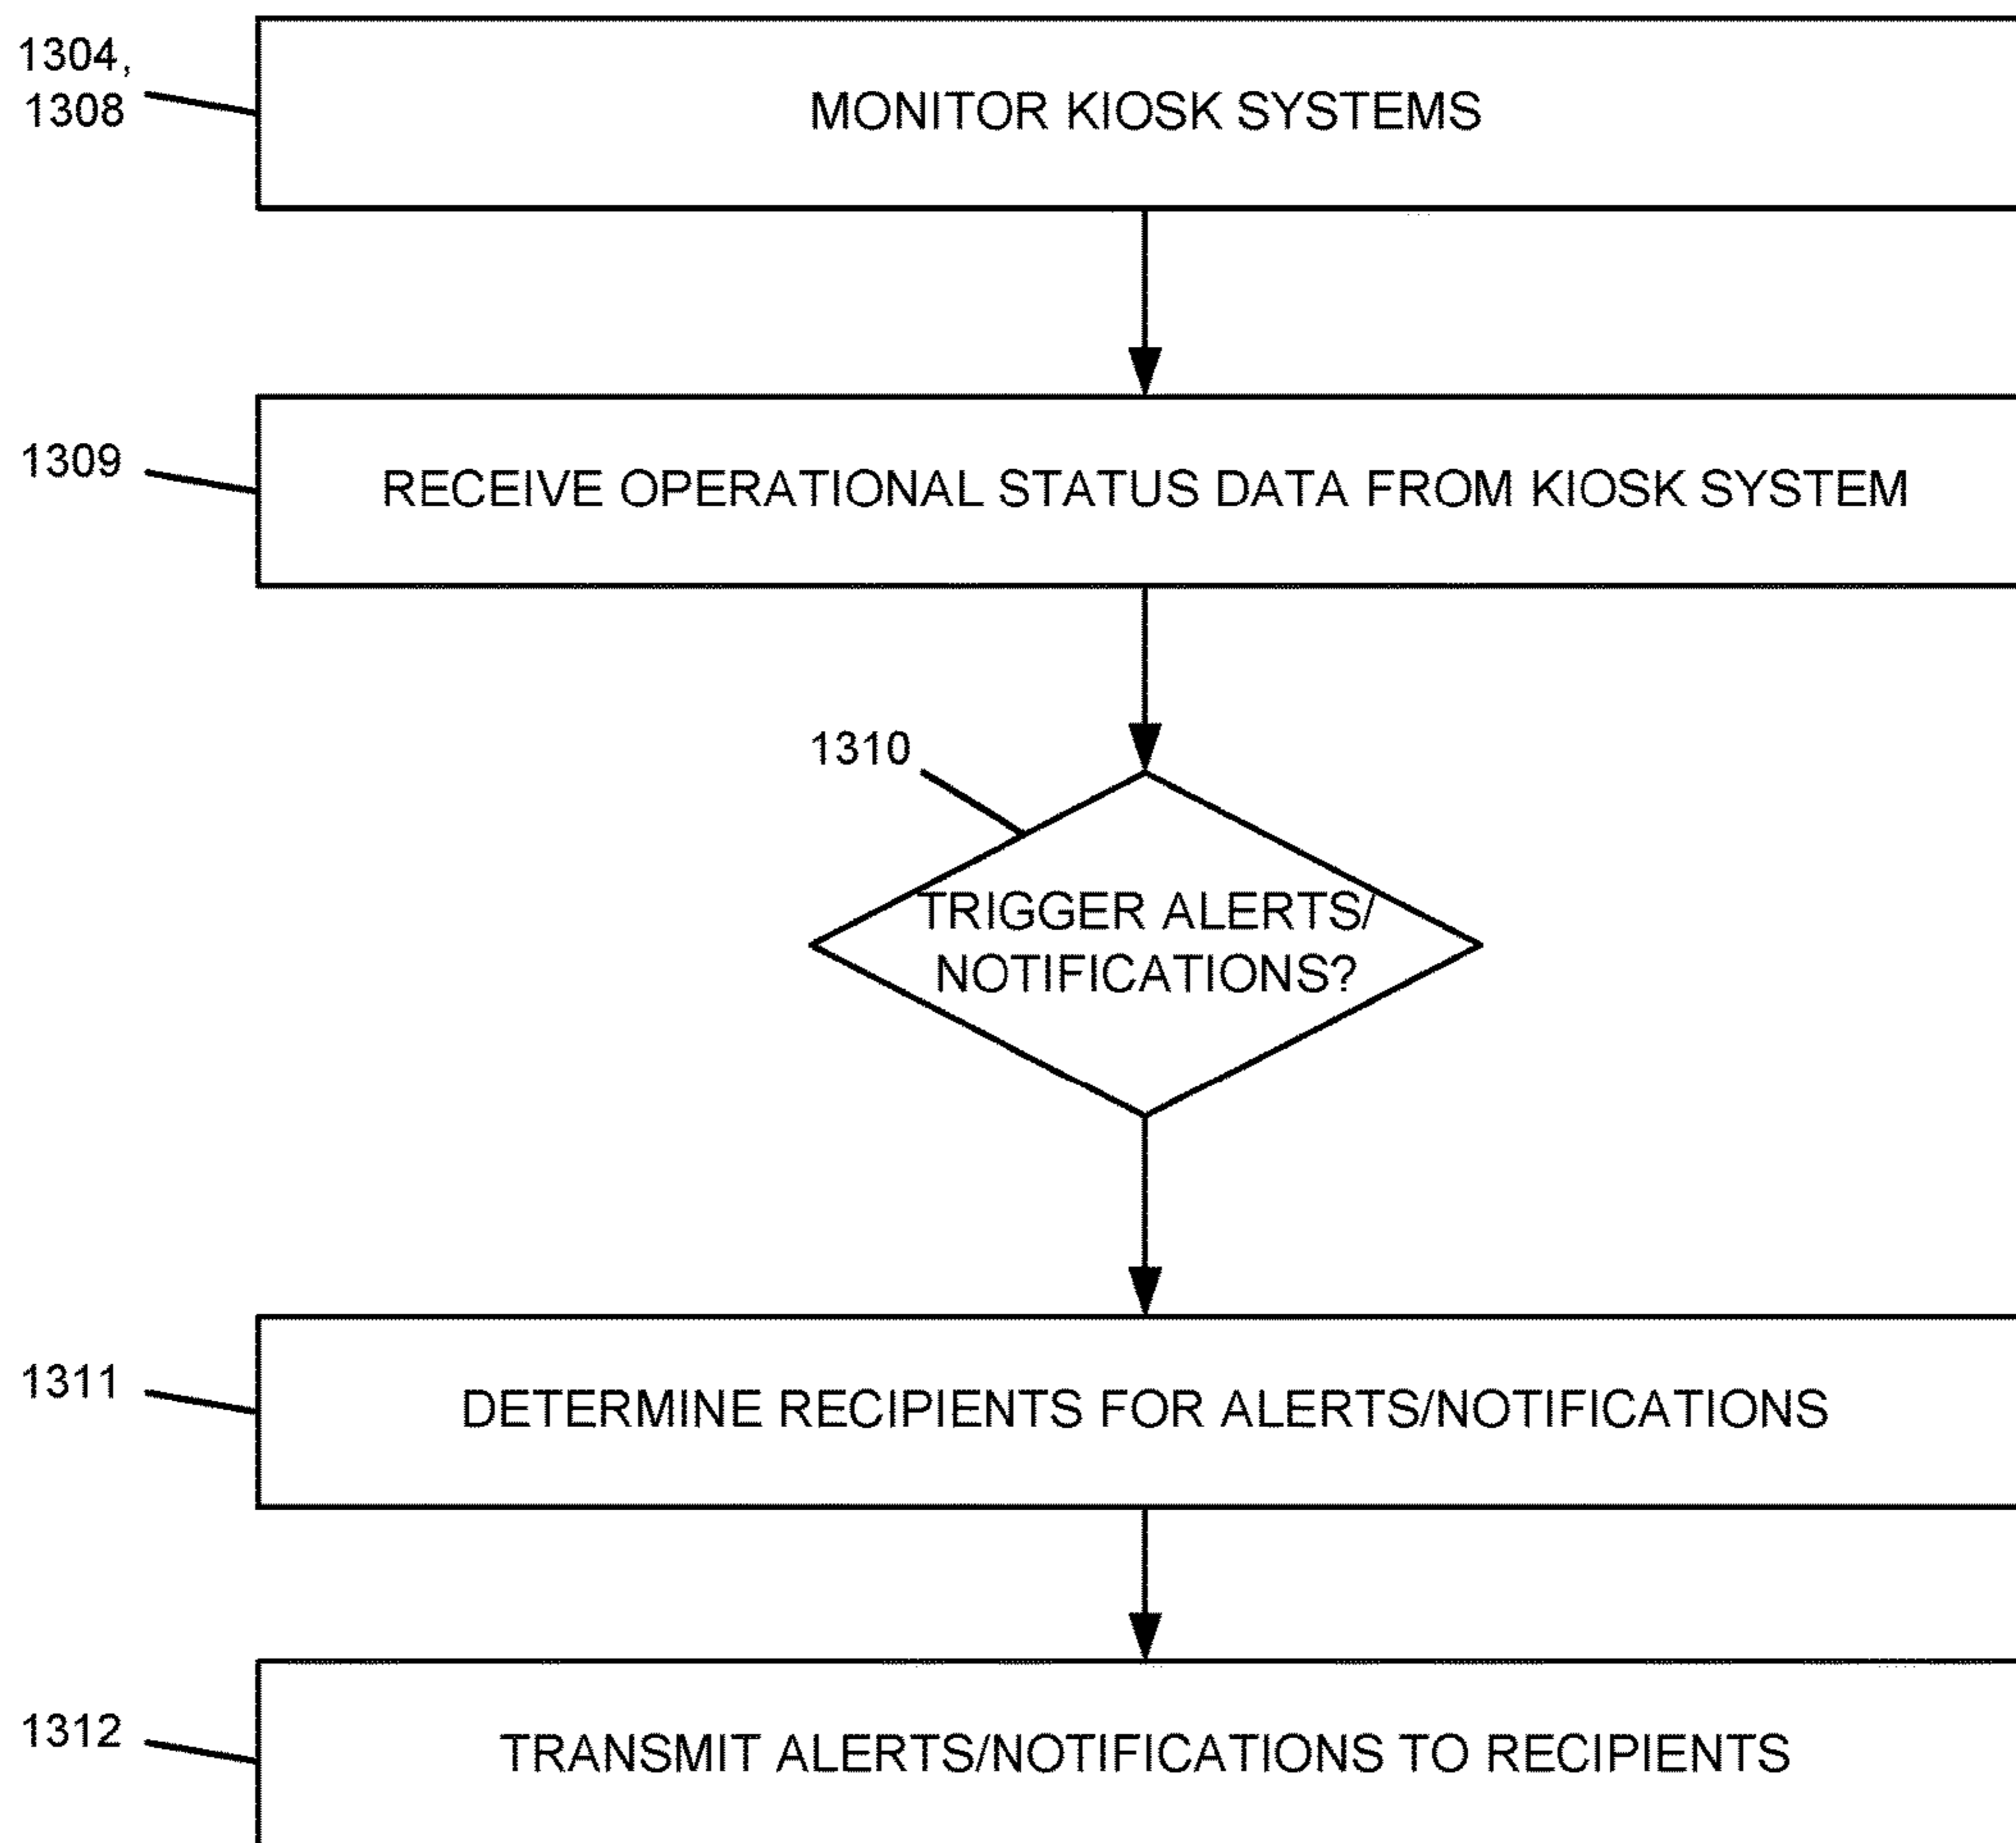 1304,
1308
MONITOR KIOSK SYSTEMS
1309
RECEIVE OPERATIONAL STATUS DATA FROM KIOSK SYSTEM
1310
TRIGGER ALERTS/
NOTIFICATIONS?
1311
DETERMINE RECIPIENTS FOR ALERTS/NOTIFICATIONS
1312
TRANSMIT ALERTS/NOTIFICATIONS TO RECIPIENTS